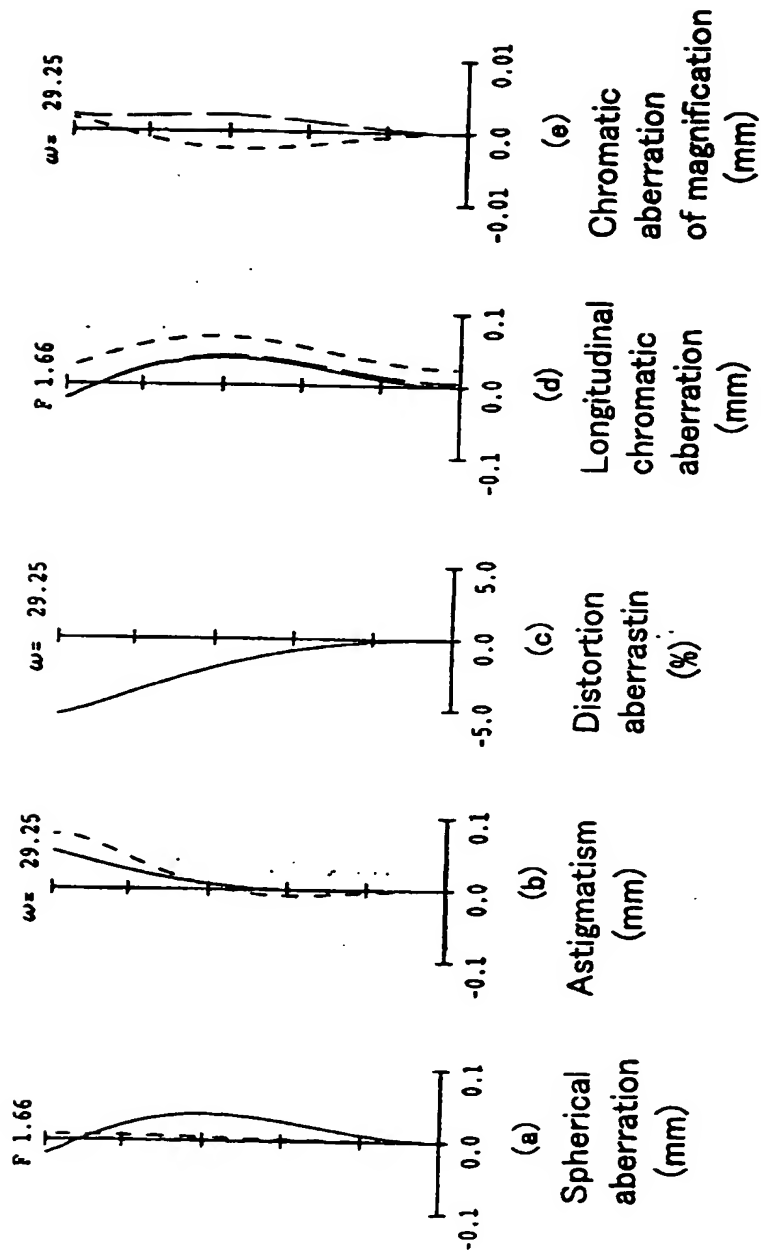 F 1.66
-0.1 0.0 0.1
(a)
Spherical
aberration
(mm)
ω= 29.25
-0.1 0.0 0.1
(b)
Astigmatism
(mm)
ω= 29.25
-5.0 0.0 5.0
(c)
Distortion
aberrastin
(%)
F 1.66
-0.1 0.0 0.1
(d)
Longitudinal
chromatic
aberration
(mm)
ω= 29.25
-0.01 0.0 0.01
(e)
Chromatic
aberration
of magnification
(mm)